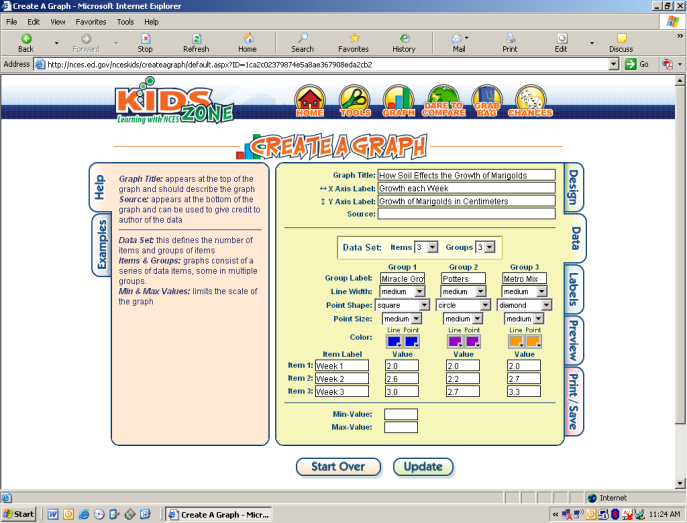 Create A Graph - Microsoft Internet Explorer
File Edit View Favorites Tools Help
Back Forward Stop Refresh Home Search Favorites History Mail Print Edit Discuss
Address http://nces.ed.gov/nceskids/createagraph/default.aspx?ID=1ca2c02379874e5a8ae367908eda2cb2 Go
KIDS ZONE
Learning with NCES
HOME TOOLS GRAPH DARE TO COMPARE GRAB BAG CHANCES
CREATE A GRAPH
Help
Examples
Graph Title: appears at the top of the
graph and should describe the graph
Source: appears at the bottom of the
graph and can be used to give credit to
author of the data
Data Set: this defines the number of
items and groups of items
Items & Groups: graphs consist of a
series of data items, some in multiple
groups.
Min & Max Values: limits the scale of
the graph
Graph Title: How Soil Effects the Growth of Marigolds
↔ X Axis Label: Growth each Week
↕ Y Axis Label: Growth of Marigolds in Centimeters
Source:
Data Set: Items 3 Groups 3
Group 1 Group 2 Group 3
Group Label: Miracle Gro Potters Metro Mix
Line Width: medium medium medium
Point Shape: square circle diamond
Point Size: medium medium medium
Line Point Line Point Line Point
Color:
Item Label Value Value Value
Item 1: Week 1 2.0 2.0 2.0
Item 2: Week 2 2.6 2.2 2.7
Item 3: Week 3 3.0 2.7 3.3
Min-Value:
Max-Value:
Design
Data
Labels
Preview
Print / Save
Start Over Update
Internet
Start Create A Graph - Micr... 11:24 AM